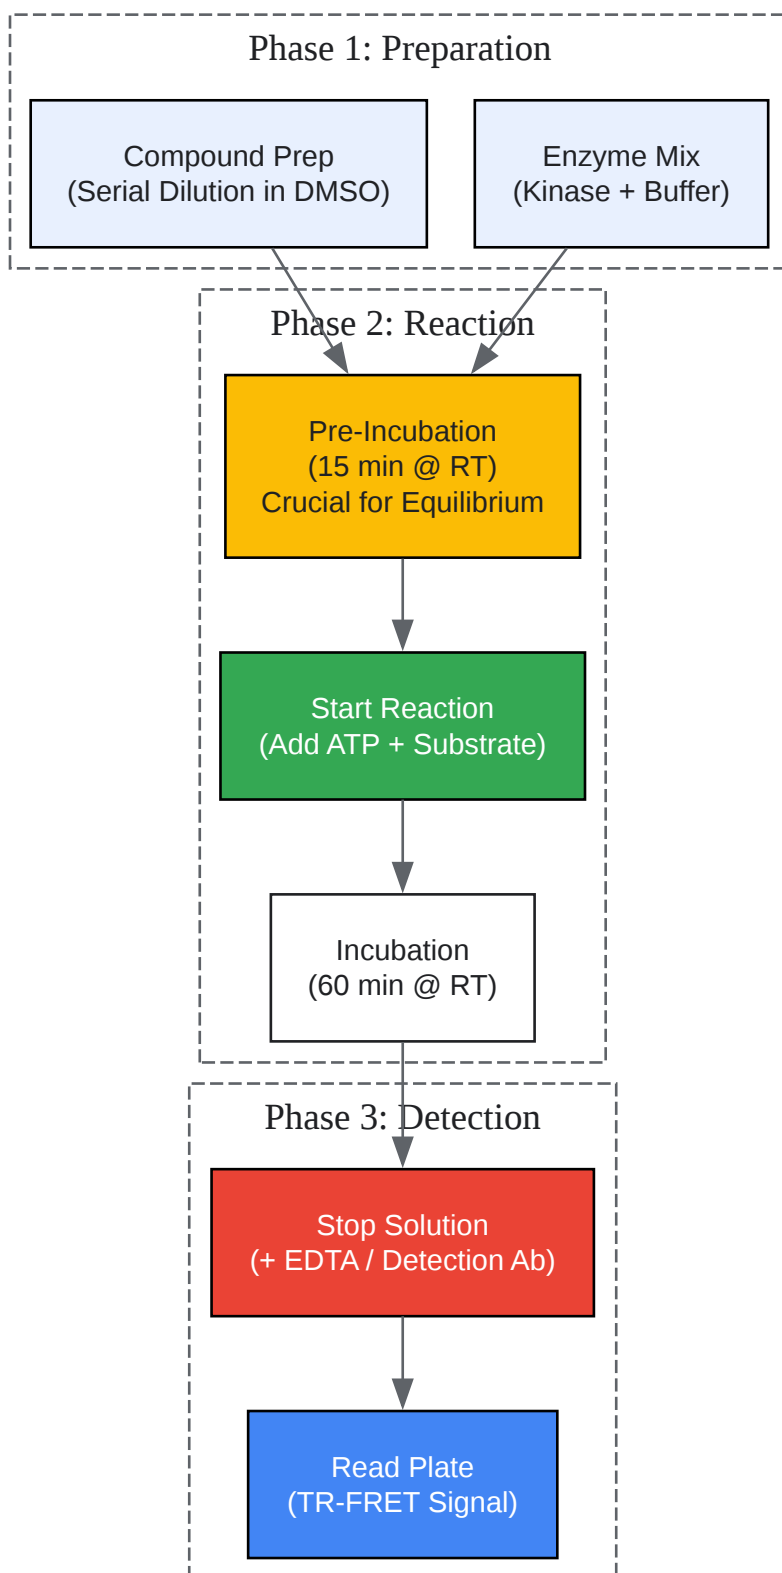 Phase 1: Preparation
Compound Prep
(Serial Dilution in DMSO)
Enzyme Mix
(Kinase + Buffer)
Phase 2: Reaction
Pre-Incubation
(15 min @ RT)
Crucial for Equilibrium
Start Reaction
(Add ATP + Substrate)
Incubation
(60 min @ RT)
Phase 3: Detection
Stop Solution
(+ EDTA / Detection Ab)
Read Plate
(TR-FRET Signal)